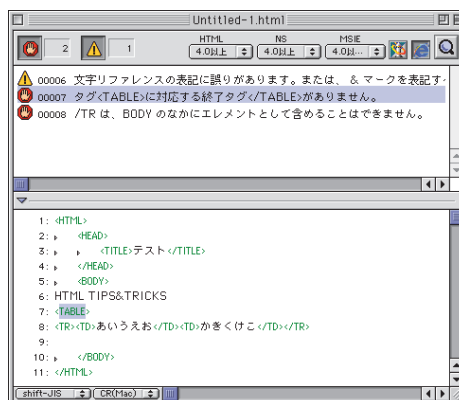 Untitled-1.html
2 1 HTML NS MSIE
4.0以上 4.0以上 4.0以...
00006 文字リファレンスの表記に誤りがあります。または、 & マークを表記す
00007 タグ<TABLE>に対応する終了タグ</TABLE>がありません。
00008 /TR は、BODY のなかにエレメントとして含めることはできません。
1: <HTML>
2: <HEAD>
3: <TITLE>テスト</TITLE>
4: </HEAD>
5: <BODY>
6: HTML TIPS&TRICKS
7: <TABLE>
8: <TR><TD>あいうえお</TD><TD>かきくけこ</TD></TR>
9:
10: </BODY>
11: </HTML>
shift-JIS CR(Mac)